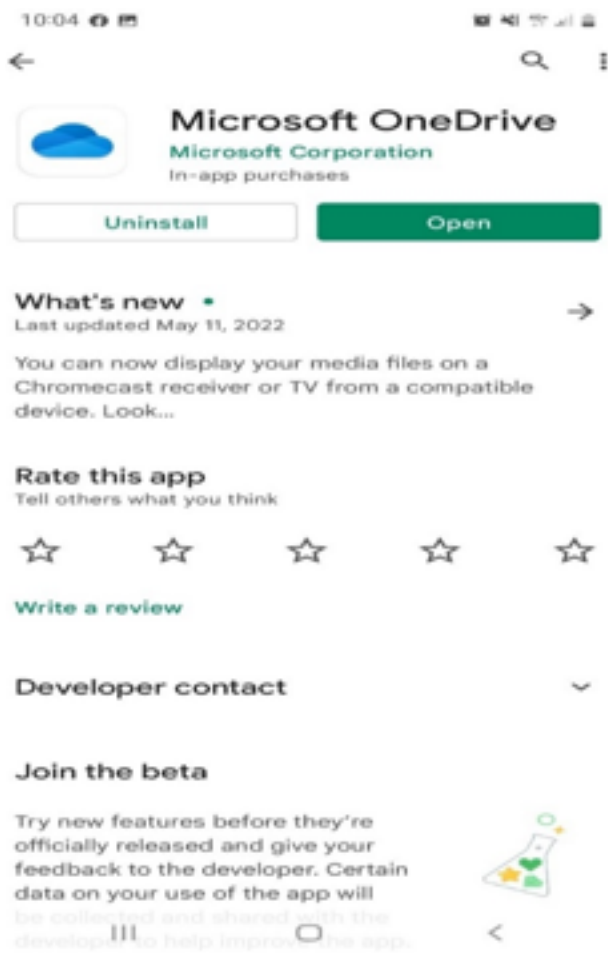 10:04
Microsoft OneDrive
Microsoft Corporation
In-app purchases
Uninstall
Open
What's new
Last updated May 11, 2022
You can now display your media files on a
Chromecast receiver or TV from a compatible
device. Look...
Rate this app
Tell others what you think
Write a review
Developer contact
Join the beta
Try new features before they're
officially released and give your
feedback to the developer. Certain
data on your use of the app will
be collected and shared with the
developer to help improve the app.